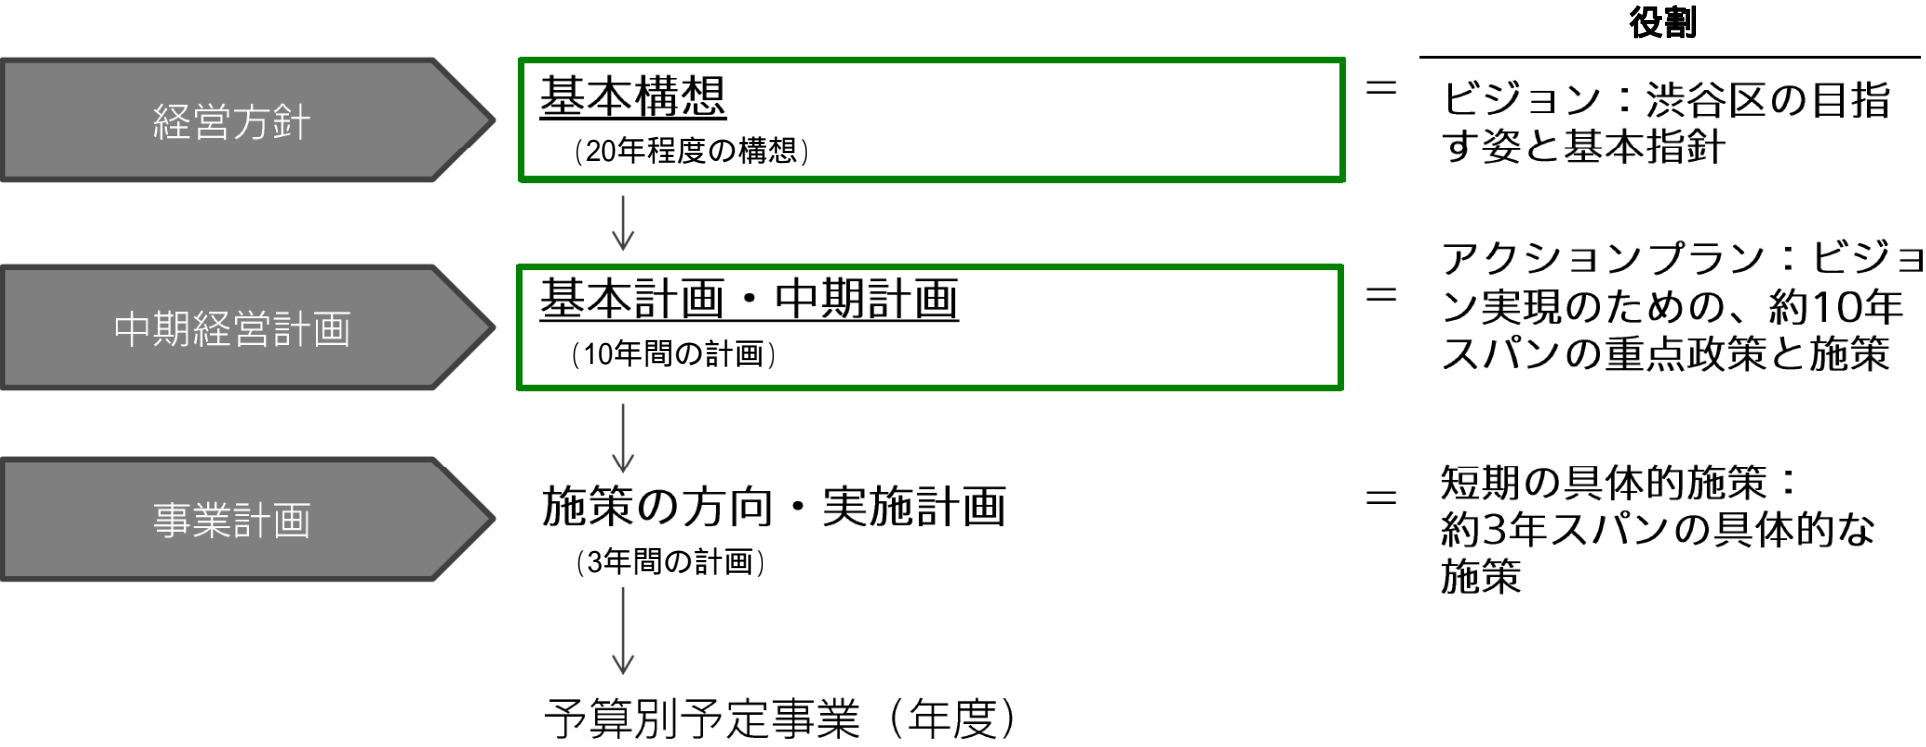 役割
経営方針
基本構想
（20年程度の構想）
＝
ビジョン：渋谷区の目指
す姿と基本指針
中期経営計画
基本計画・中期計画
（10年間の計画）
＝
アクションプラン：ビジョ
ン実現のための、約10年
スパンの重点政策と施策
事業計画
施策の方向・実施計画
（3年間の計画）
＝
短期の具体的施策：
約3年スパンの具体的な
施策
予算別予定事業（年度）